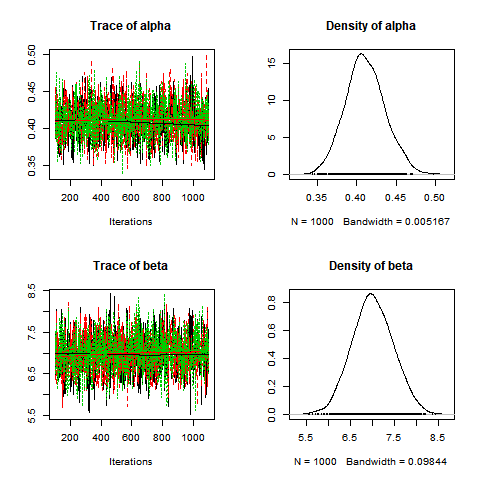 Trace of alpha
0.35 0.40 0.45 0.50
200 400 600 800 1000
Iterations
Density of alpha
0 5 10 15
0.35 0.40 0.45 0.50
N = 1000 Bandwidth = 0.005167
Trace of beta
5.5 6.5 7.5 8.5
200 400 600 800 1000
Iterations
Density of beta
0.0 0.2 0.4 0.6 0.8
5.5 6.5 7.5 8.5
N = 1000 Bandwidth = 0.09844